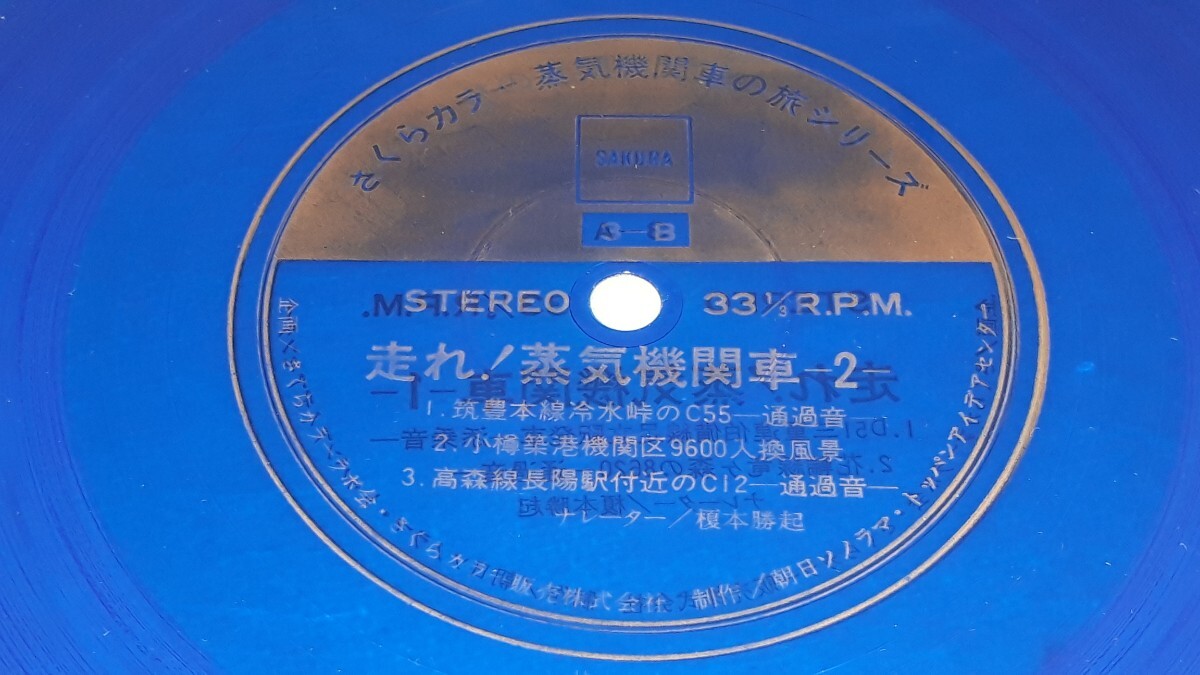 さくらカラー 蒸気機関車の旅シリーズ
SAKURA
STEREO 33⅓ R.P.M.
走れ!蒸気機関車-2-
1. 筑豊本線冷水峠のC55―通過音―
2. 小樽築港機関区9600入換風景
3. 高森線長陽駅付近のC12―通過音―
ナレーター/榎本勝起
企画/さくらカラーラボ会・さくらカラー販売株式会社 制作/朝日ソノラマ・トッパンアイデアセンター